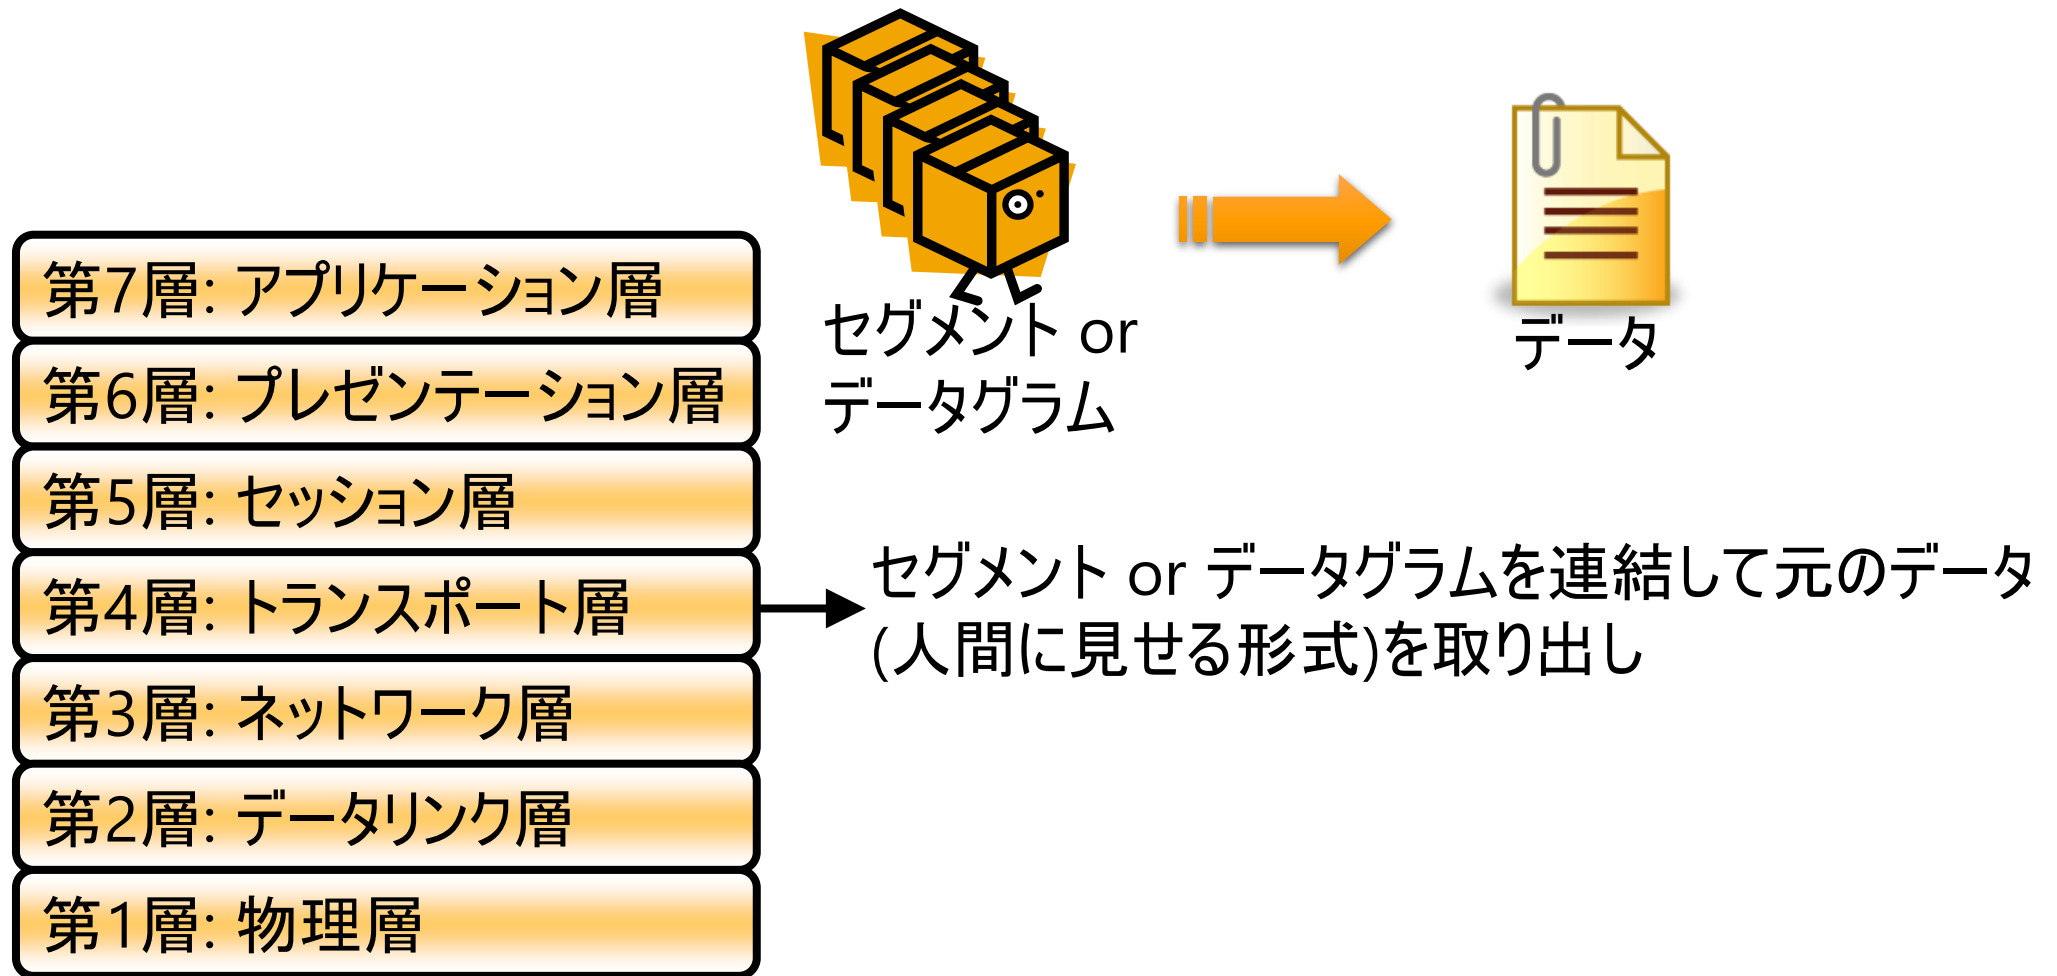 セグメント or
データグラム
データ
第7層: アプリケーション層
第6層: プレゼンテーション層
第5層: セッション層
第4層: トランスポート層
セグメント or データグラムを連結して元のデータ
(人間に見せる形式)を取り出し
第3層: ネットワーク層
第2層: データリンク層
第1層: 物理層